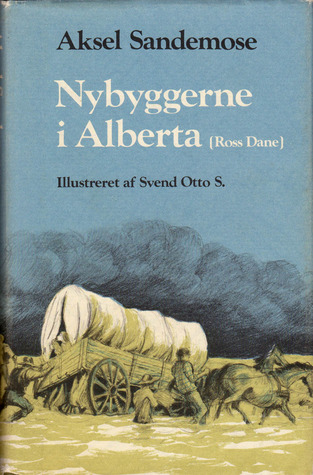 Aksel Sandemose
Nybyggerne
i Alberta (Ross Dane)
Illustreret af Svend Otto S.